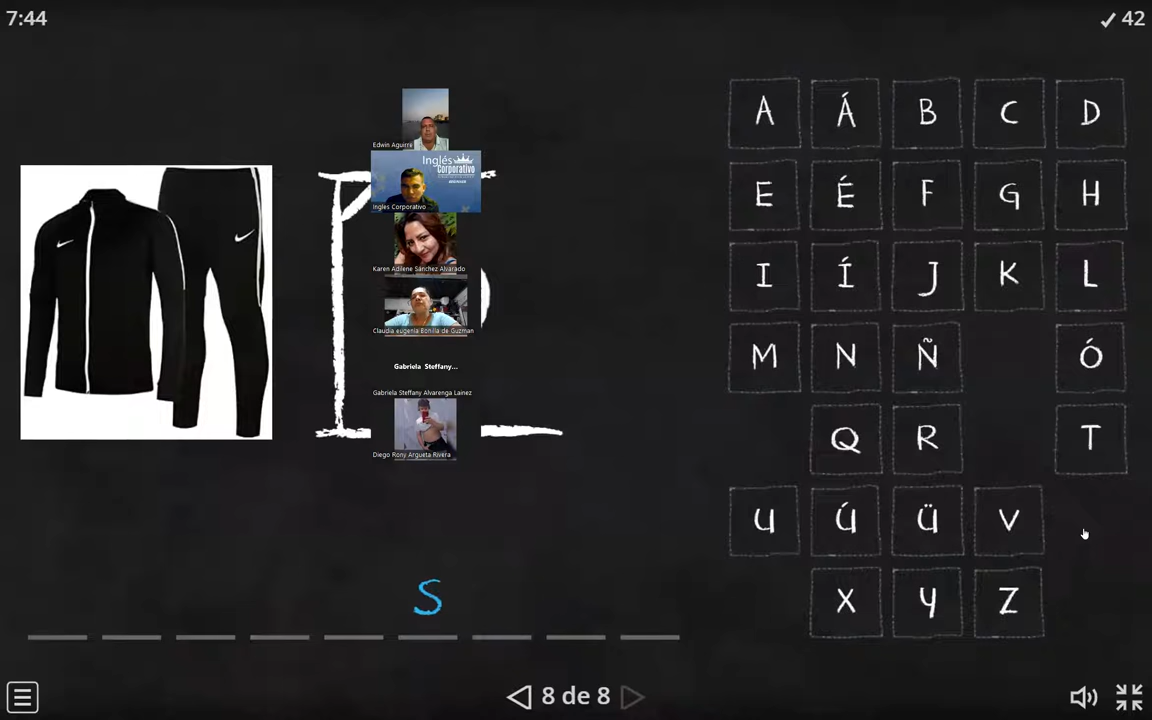 7:44
42
Edwin Aguirre
Inglés
Corporativo
Ingles Corporativo
Karen Adilene Sánchez Alvarado
Claudia eugenia Bonilla de Guzman
Gabriela Steffany...
Gabriela Steffany Alvarenga Lainez
Diego Rony Argueta Rivera
A Á B C D
E É F G H
I Í J K L
M N Ñ Ó
Q R T
U Ú Ü V
X Y Z
S
8 de 8